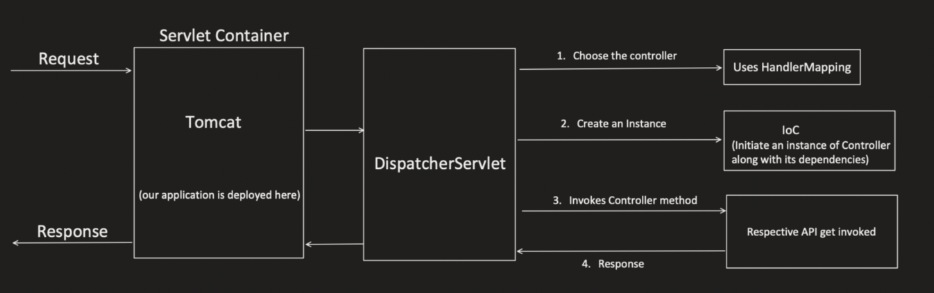 Servlet Container
Request
Tomcat
(our application is deployed here)
Response
DispatcherServlet
1. Choose the controller
Uses HandlerMapping
2. Create an Instance
IoC
(Initiate an instance of Controller
along with its dependencies)
3. Invokes Controller method
Respective API get invoked
4. Response